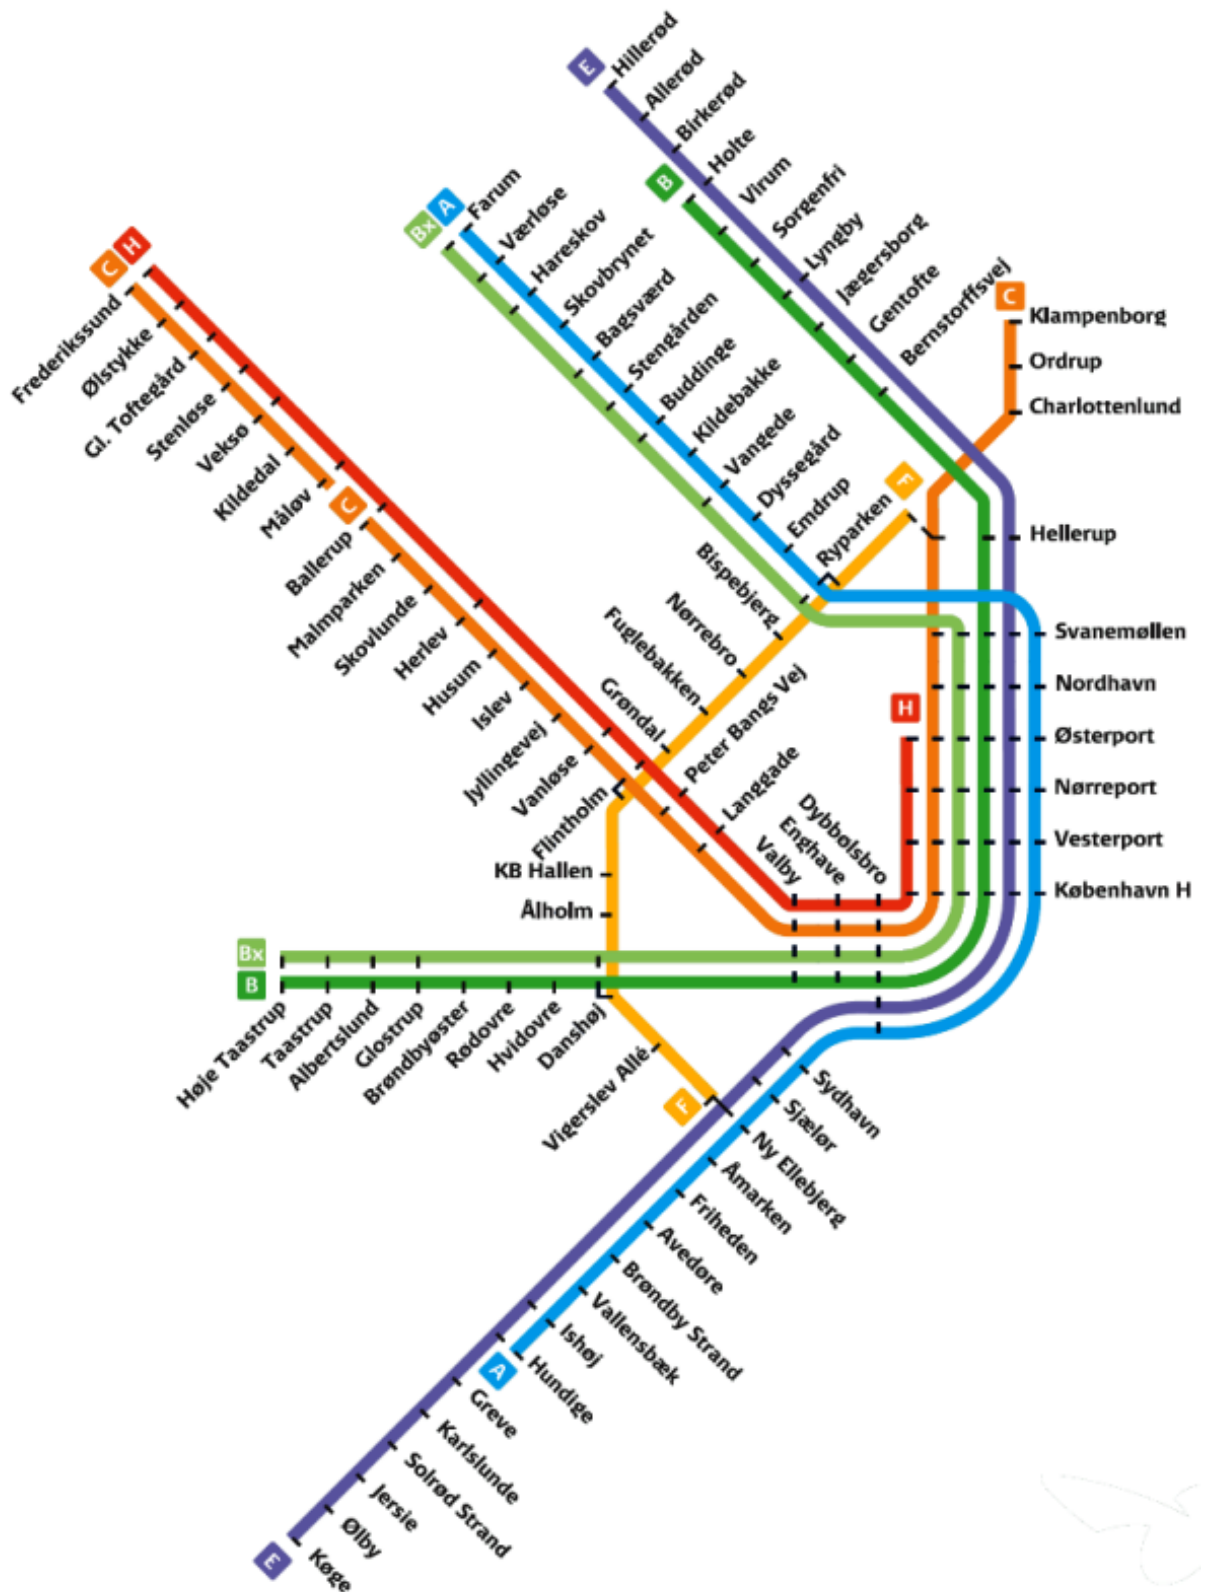 E
Hillerød
Allerød
Birkerød
Holte
B
Virum
Sorgenfri
Lyngby
Jægersborg
Gentofte
Bernstorffsvej
Bx
A
Farum
Værløse
Hareskov
Skovbrynet
Bagsværd
Stengården
Buddinge
Kildebakke
Vangede
Dyssegård
Emdrup
C
Klampenborg
Ordrup
Charlottenlund
C
H
Frederikssund
Ølstykke
Gl. Toftegård
Stenløse
Veksø
Kildedal
Måløv
C
Ballerup
Malmparken
Skovlunde
Herlev
Husum
Islev
Jyllingevej
Vanløse
Flintholm
F
Ryparken
Bispebjerg
Nørrebro
Fuglebakken
Grøndal
Peter Bangs Vej
Langgade
Valby
Enghave
Dybbølsbro
Hellerup
Svanemøllen
Nordhavn
H
Østerport
Nørreport
Vesterport
København H
KB Hallen
Ålholm
Bx
B
Høje Taastrup
Taastrup
Albertslund
Glostrup
Brøndbyøster
Rødovre
Hvidovre
Danshøj
Vigerslev Allé
F
Sydhavn
Sjælør
Ny Ellebjerg
Åmarken
Friheden
Avedøre
Brøndby Strand
Vallensbæk
Ishøj
Hundige
A
Greve
Karlslunde
Solrød Strand
Jersie
Ølby
Køge
E